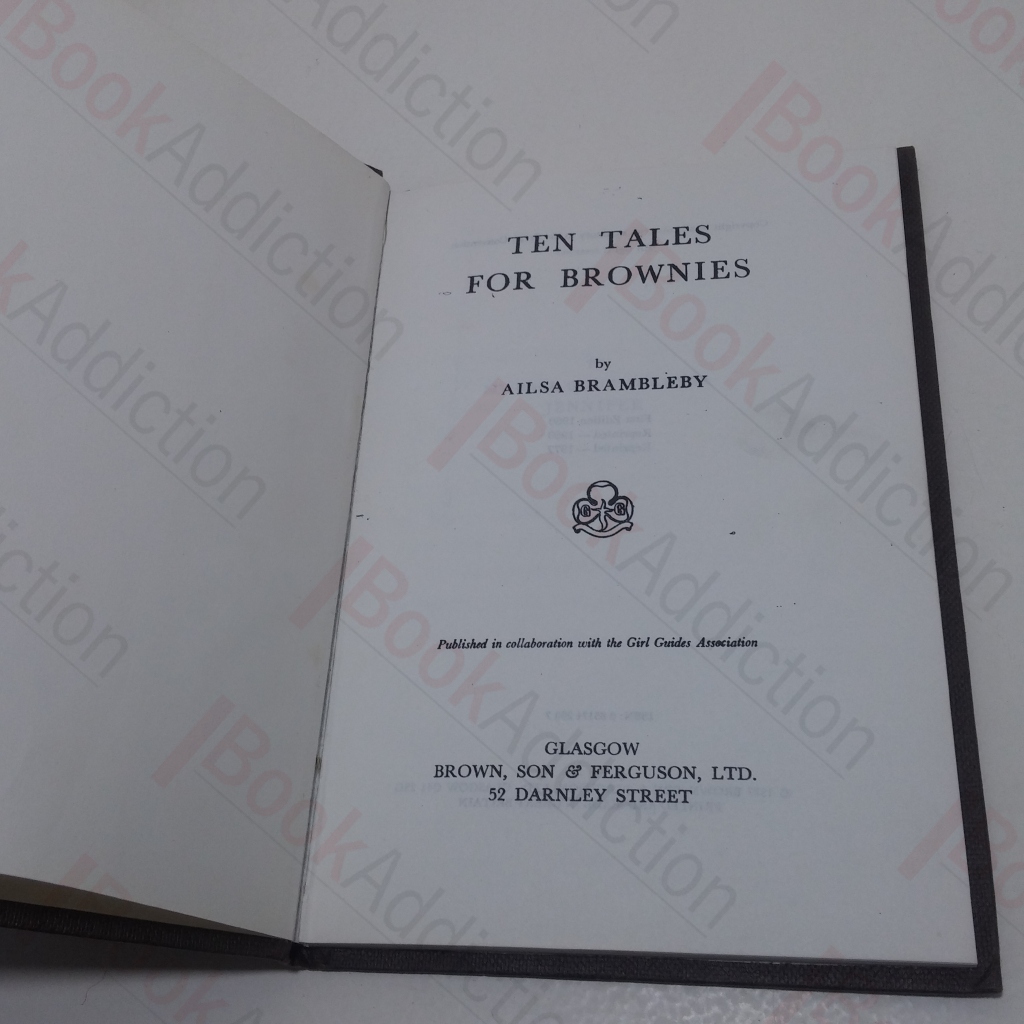 TEN TALES
FOR BROWNIES
by
AILSA BRAMBLEBY
G G
Published in collaboration with the Girl Guides Association
GLASGOW
BROWN, SON & FERGUSON, LTD.
52 DARNLEY STREET
BookAddiction